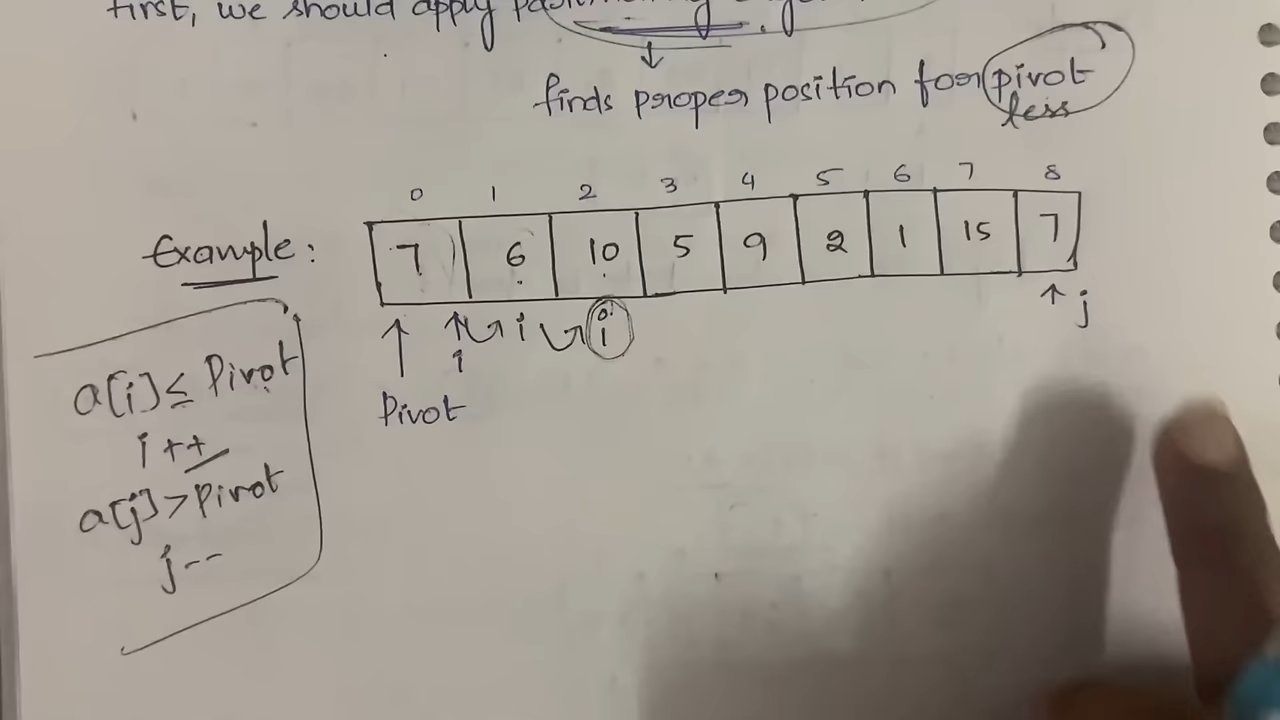 first, we should apply
finds proper position for pivot
less
0 1 2 3 4 5 6 7 8
Example: 7 6 10 5 9 2 1 15 7
i i i j
Pivot
a[i] ≤ Pivot
i++
a[j] > Pivot
j--